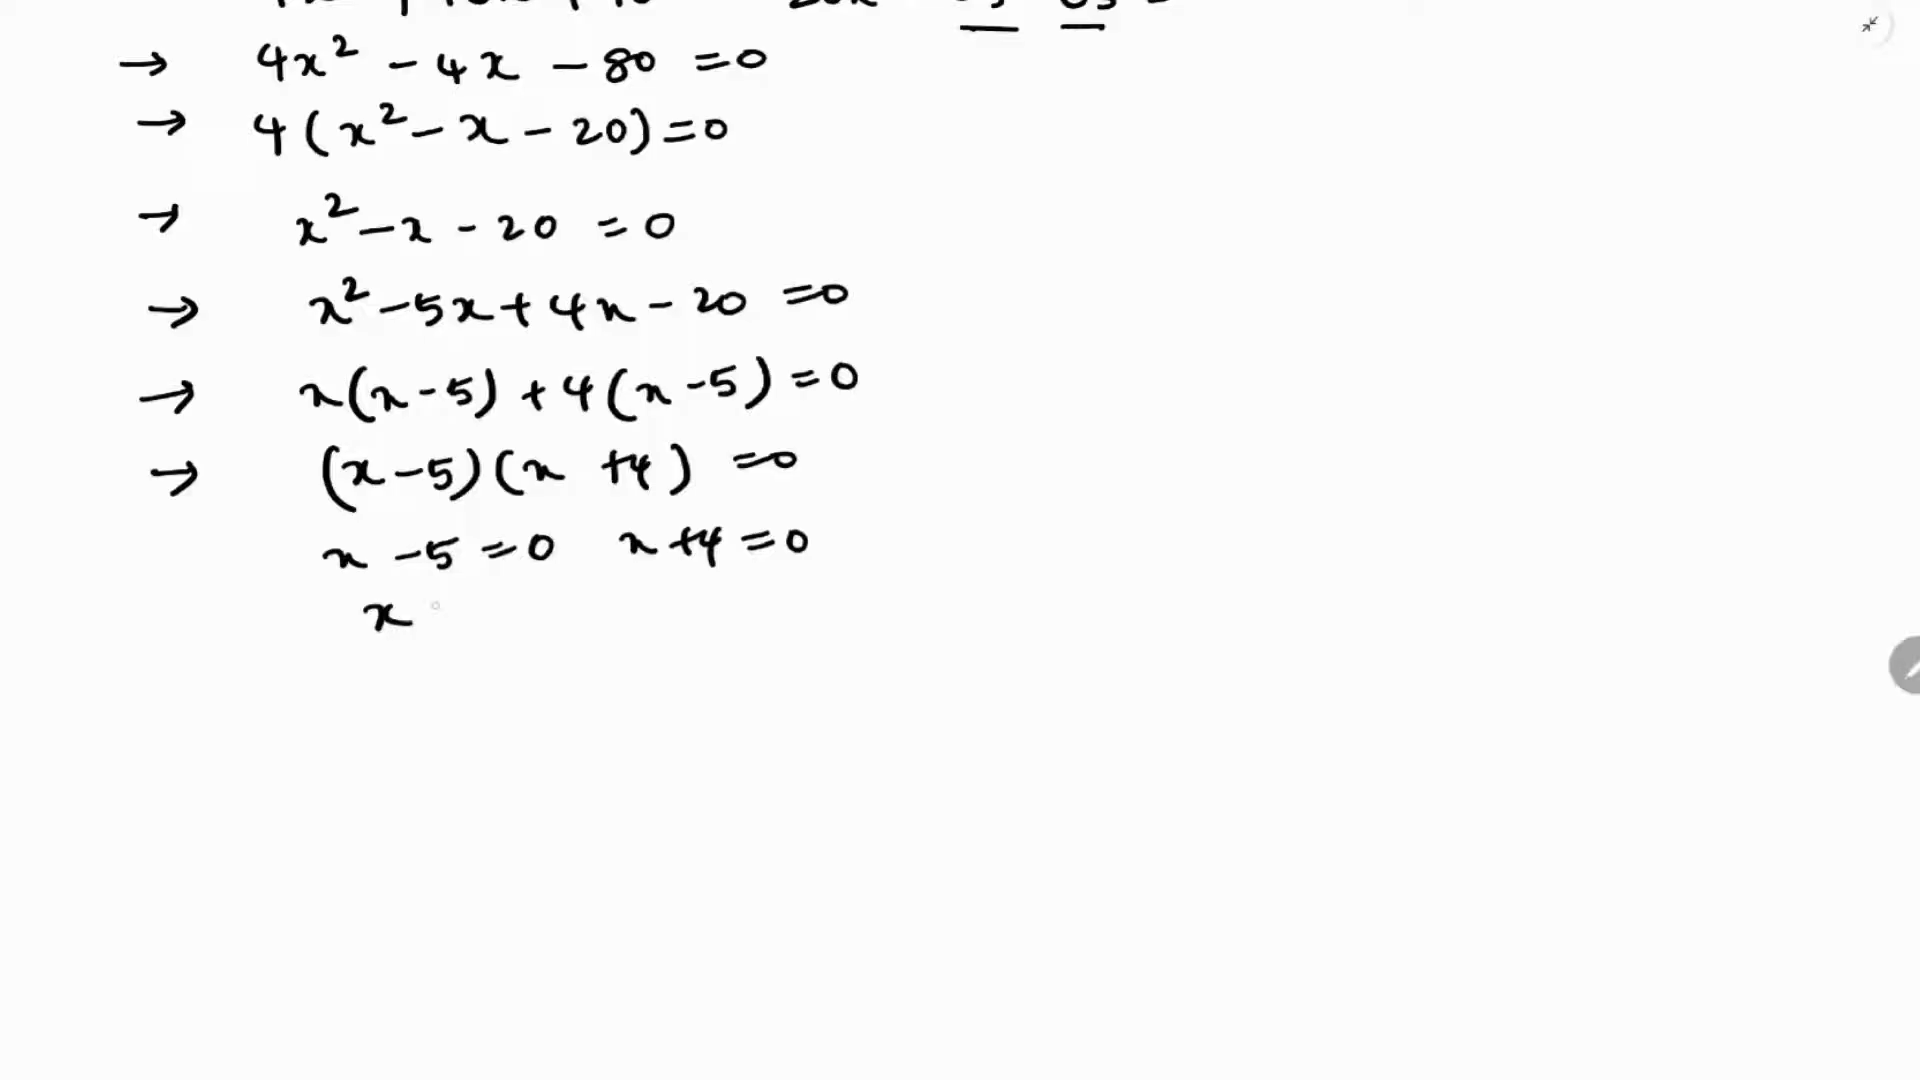 → 4x² - 4x - 80 = 0
→ 4(x² - x - 20) = 0
→ x² - x - 20 = 0
→ x² - 5x + 4x - 20 = 0
→ x(x - 5) + 4(x - 5) = 0
→ (x - 5)(x + 4) = 0
x - 5 = 0 x + 4 = 0
x